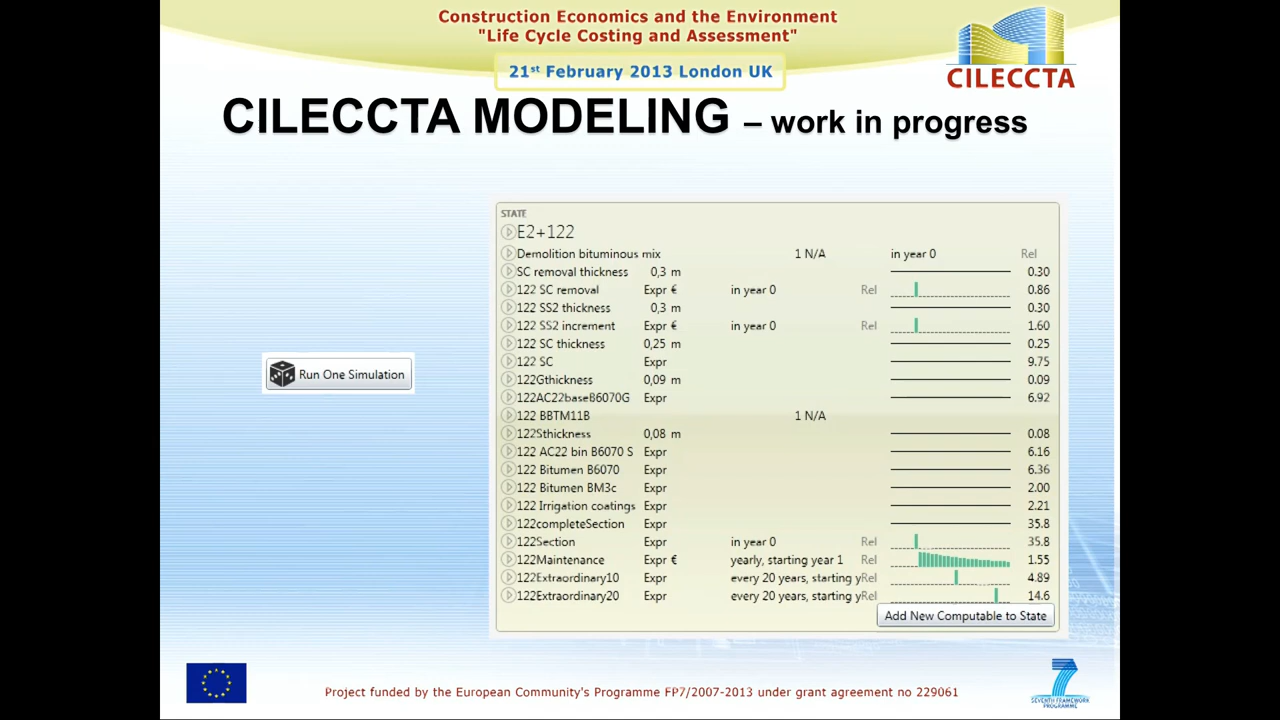 Construction Economics and the Environment
"Life Cycle Costing and Assessment"
21st February 2013 London UK
CILECCTA
CILECCTA MODELING – work in progress
STATE
E2+122
Demolition bituminous mix 1 N/A in year 0 Rel
SC removal thickness 0,3 m 0.30
122 SC removal Expr € in year 0 Rel 0.86
122 SS2 thickness 0,3 m 0.30
122 SS2 increment Expr € in year 0 Rel 1.60
122 SC thickness 0,25 m 0.25
122 SC Expr 9.75
122Gthickness 0,09 m 0.09
122AC22baseB6070G Expr 6.92
122 BBTM11B 1 N/A
122Sthickness 0,08 m 0.08
122 AC22 bin B6070 S Expr 6.16
122 Bitumen B6070 Expr 6.36
122 Bitumen BM3c Expr 2.00
122 Irrigation coatings Expr 2.21
122completeSection Expr 35.8
122Section Expr in year 0 Rel 35.8
122Maintenance Expr € yearly, starting year 1 Rel 1.55
122Extraordinary10 Expr every 20 years, starting y Rel 4.89
122Extraordinary20 Expr every 20 years, starting y Rel 14.6
Add New Computable to State
Run One Simulation
Project funded by the European Community's Programme FP7/2007-2013 under grant agreement no 229061
7
SEVENTH FRAMEWORK
PROGRAMME